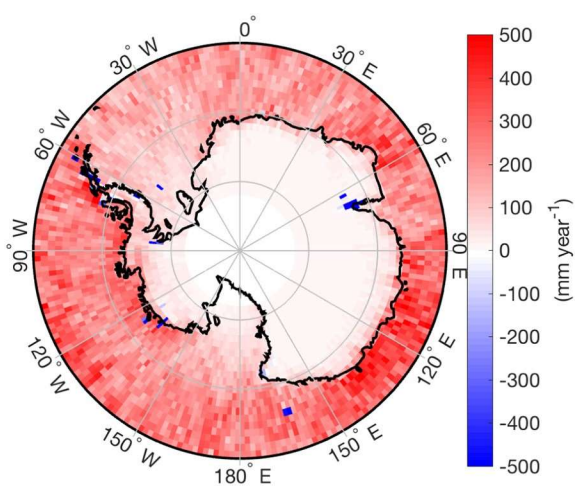 0°
30° E
60° E
90° E
120° E
150° E
180° E
150° W
120° W
90° W
60° W
30° W
500
400
300
200
100
0
-100
-200
-300
-400
-500
(mm year⁻¹)